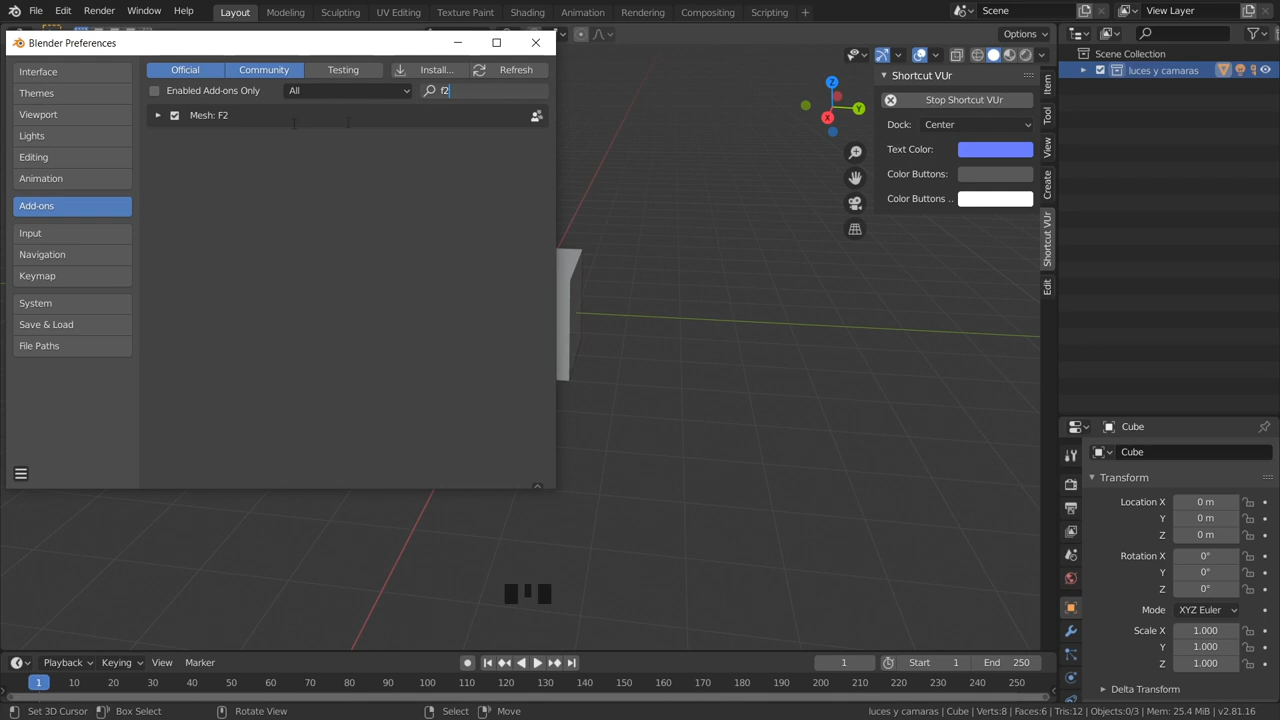 File Edit Render Window Help Layout Modeling Sculpting UV Editing Texture Paint Shading Animation Rendering Compositing Scripting + Scene View Layer
Blender Preferences
Options
Interface
Themes
Viewport
Lights
Editing
Animation
Add-ons
Input
Navigation
Keymap
System
Save & Load
File Paths
Official Community Testing Install... Refresh
Enabled Add-ons Only All f2
Mesh: F2
Z
Y
X
Shortcut VUr
Stop Shortcut VUr
Dock: Center
Text Color:
Color Buttons:
Color Buttons ..
Item
Tool
View
Create
Shortcut VUr
Edit
Scene Collection
luces y camaras
Cube
Cube
Transform
Location X 0 m
Y 0 m
Z 0 m
Rotation X 0°
Y 0°
Z 0°
Mode XYZ Euler
Scale X 1.000
Y 1.000
Z 1.000
Delta Transform
Playback Keying View Marker 1 Start 1 End 250
1 10 20 30 40 50 60 70 80 90 100 110 120 130 140 150 160 170 180 190 200 210 220 230 240 250
Set 3D Cursor Box Select Rotate View Select Move luces y camaras | Cube | Verts:8 | Faces:6 | Tris:12 | Objects:0/3 | Mem: 25.4 MiB | v2.81.16